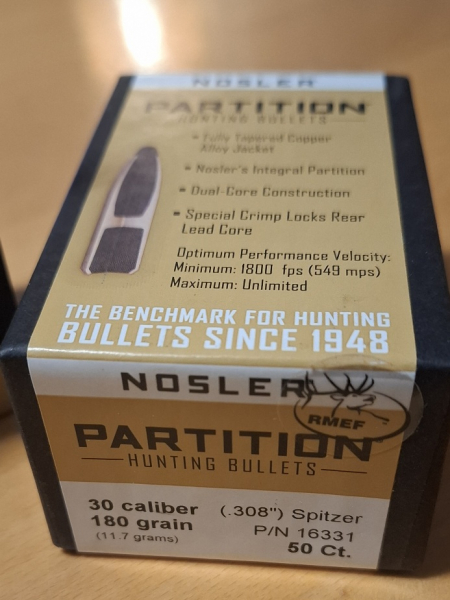 NOSLER
PARTITION
HUNTING BULLETS
Fully Tapered Copper
Alloy Jacket
Nosler's Integral Partition
Dual-Core Construction
Special Crimp Locks Rear
Lead Core
Optimum Performance Velocity:
Minimum: 1800 fps (549 mps)
Maximum: Unlimited
THE BENCHMARK FOR HUNTING
BULLETS SINCE 1948
NOSLER
RMEF
PARTITION
HUNTING BULLETS
30 caliber (.308") Spitzer
180 grain P/N 16331
(11.7 grams) 50 Ct.